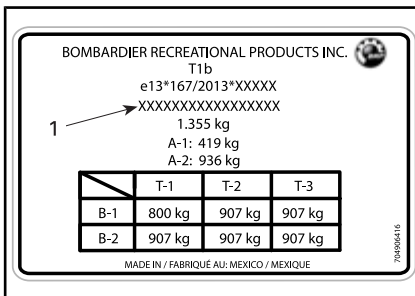 BOMBARDIER RECREATIONAL PRODUCTS INC.
T1b
e13*167/2013*XXXXX
XXXXXXXXXXXXXXXXX
1
1.355 kg
A-1: 419 kg
A-2: 936 kg
T-1 T-2 T-3
B-1 800 kg 907 kg 907 kg
B-2 907 kg 907 kg 907 kg
MADE IN / FABRIQUÉ AU: MEXICO / MEXIQUE
704906416